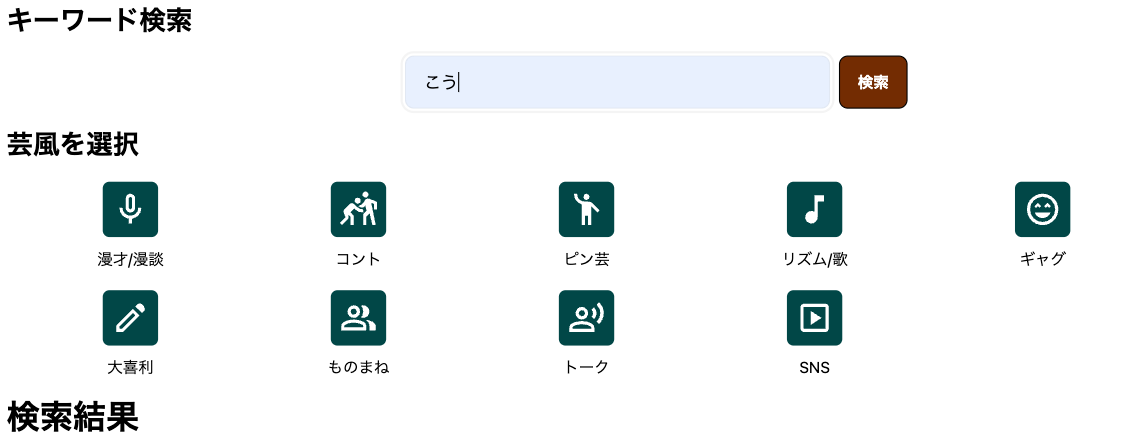 キーワード検索
こう
検索
芸風を選択
漫才/漫談
コント
ピン芸
リズム/歌
ギャグ
大喜利
ものまね
トーク
SNS
検索結果